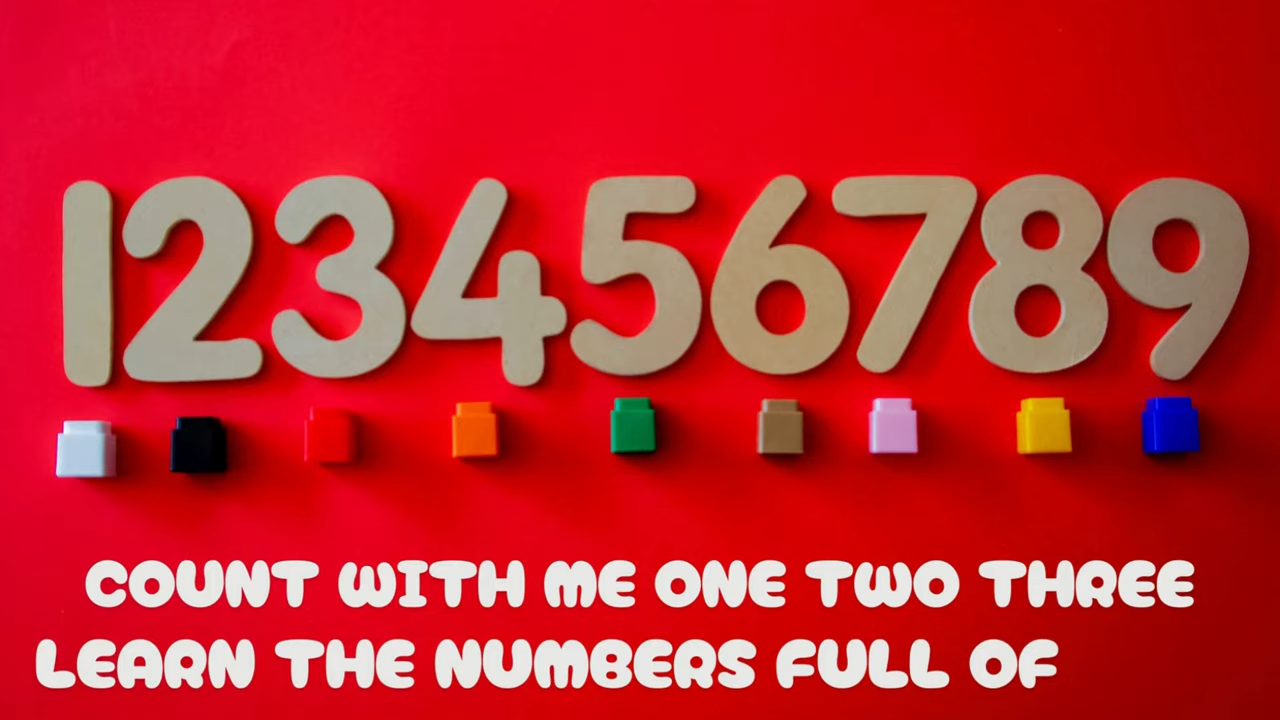 123456789
COUNT WITH ME ONE TWO THREE
LEARN THE NUMBERS FULL OF